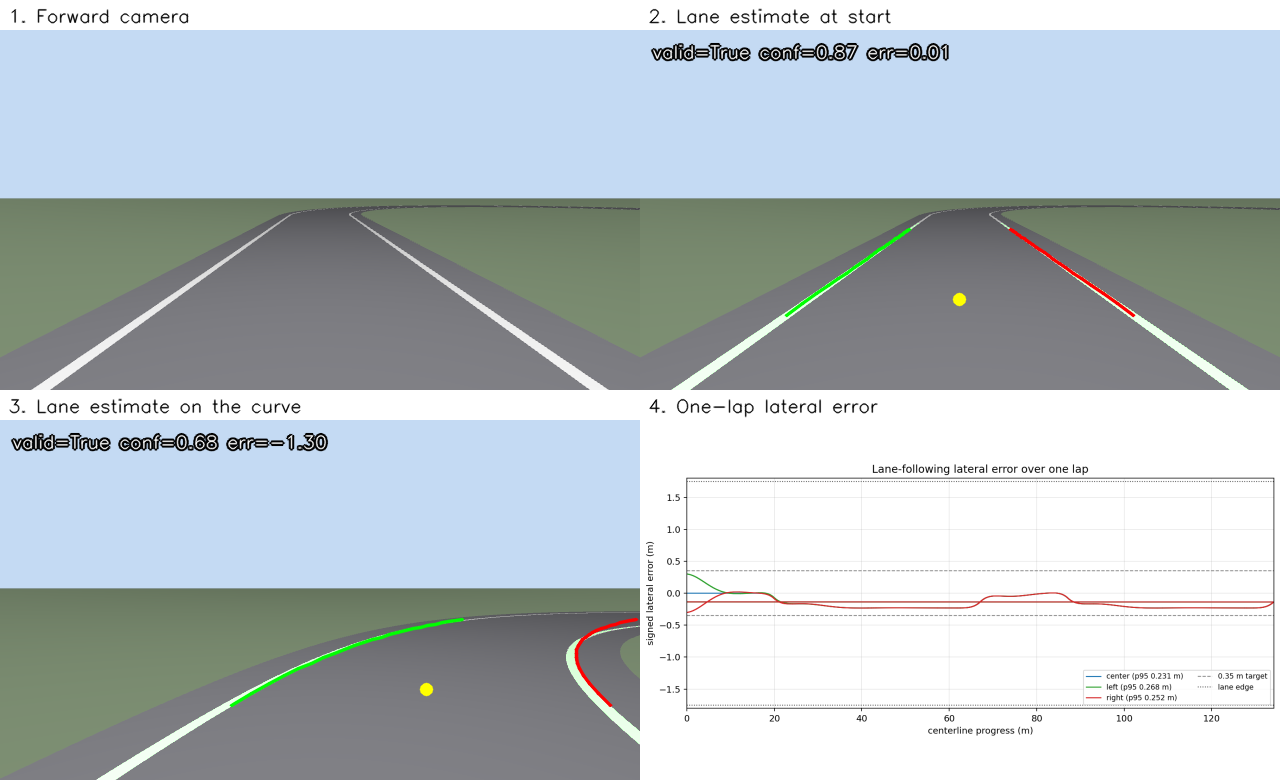 1. Forward camera
2. Lane estimate at start
valid=True conf=0.87 err=0.01
3. Lane estimate on the curve
valid=True conf=0.68 err=-1.30
4. One-lap lateral error
Lane-following lateral error over one lap
signed lateral error (m)
1.5
1.0
0.5
0.0
−0.5
−1.0
−1.5
center (p95 0.231 m)
left (p95 0.268 m)
right (p95 0.252 m)
0.35 m target
lane edge
0 20 40 60 80 100 120
centerline progress (m)